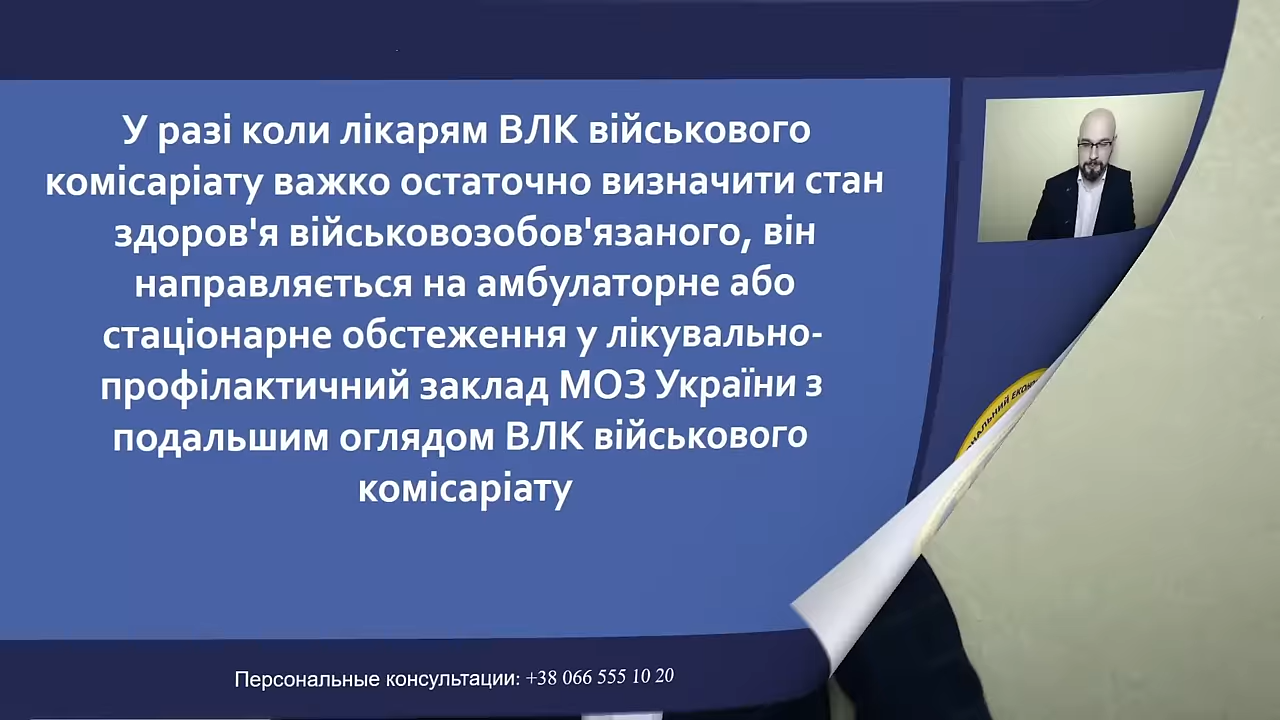 У разі коли лікарям ВЛК військового
комісаріату важко остаточно визначити стан
здоров'я військовозобов'язаного, він
направляється на амбулаторне або
стаціонарне обстеження у лікувально-
профілактичний заклад МОЗ України з
подальшим оглядом ВЛК військового
комісаріату
Персональные консультации: +38 066 555 10 20